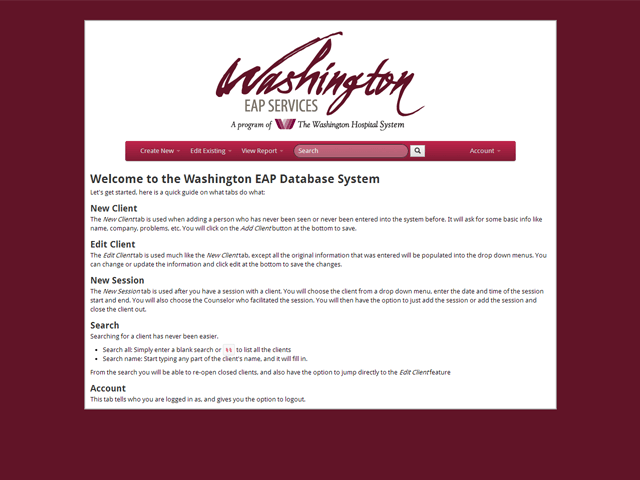 Washington
EAP SERVICES
A program of The Washington Hospital System
Create New Edit Existing View Report Search Account
Welcome to the Washington EAP Database System
Let's get started, here is a quick guide on what tabs do what:
New Client
The New Client tab is used when adding a person who has never been seen or never been entered into the system before. It will ask for some basic info like
name, company, problems, etc. You will click on the Add Client button at the bottom to save.
Edit Client
The Edit Client tab is used much like the New Client tab, except all the original information that was entered will be populated into the drop down menus. You
can change or update the information and click edit at the bottom to save the changes.
New Session
The New Session tab is used after you have a session with a client. You will choose the client from a drop down menu, enter the date and time of the session
start and end. You will also choose the Counselor who facilitated the session. You will then have the option to just add the session or add the session and
close the client out.
Search
Searching for a client has never been easier.
• Search all: Simply enter a blank search or %% to list all the clients
• Search name: Start typing any part of the client's name, and it will fill in.
From the search you will be able to re-open closed clients, and also have the option to jump directly to the Edit Client feature
Account
This tab tells who you are logged in as, and gives you the option to logout.